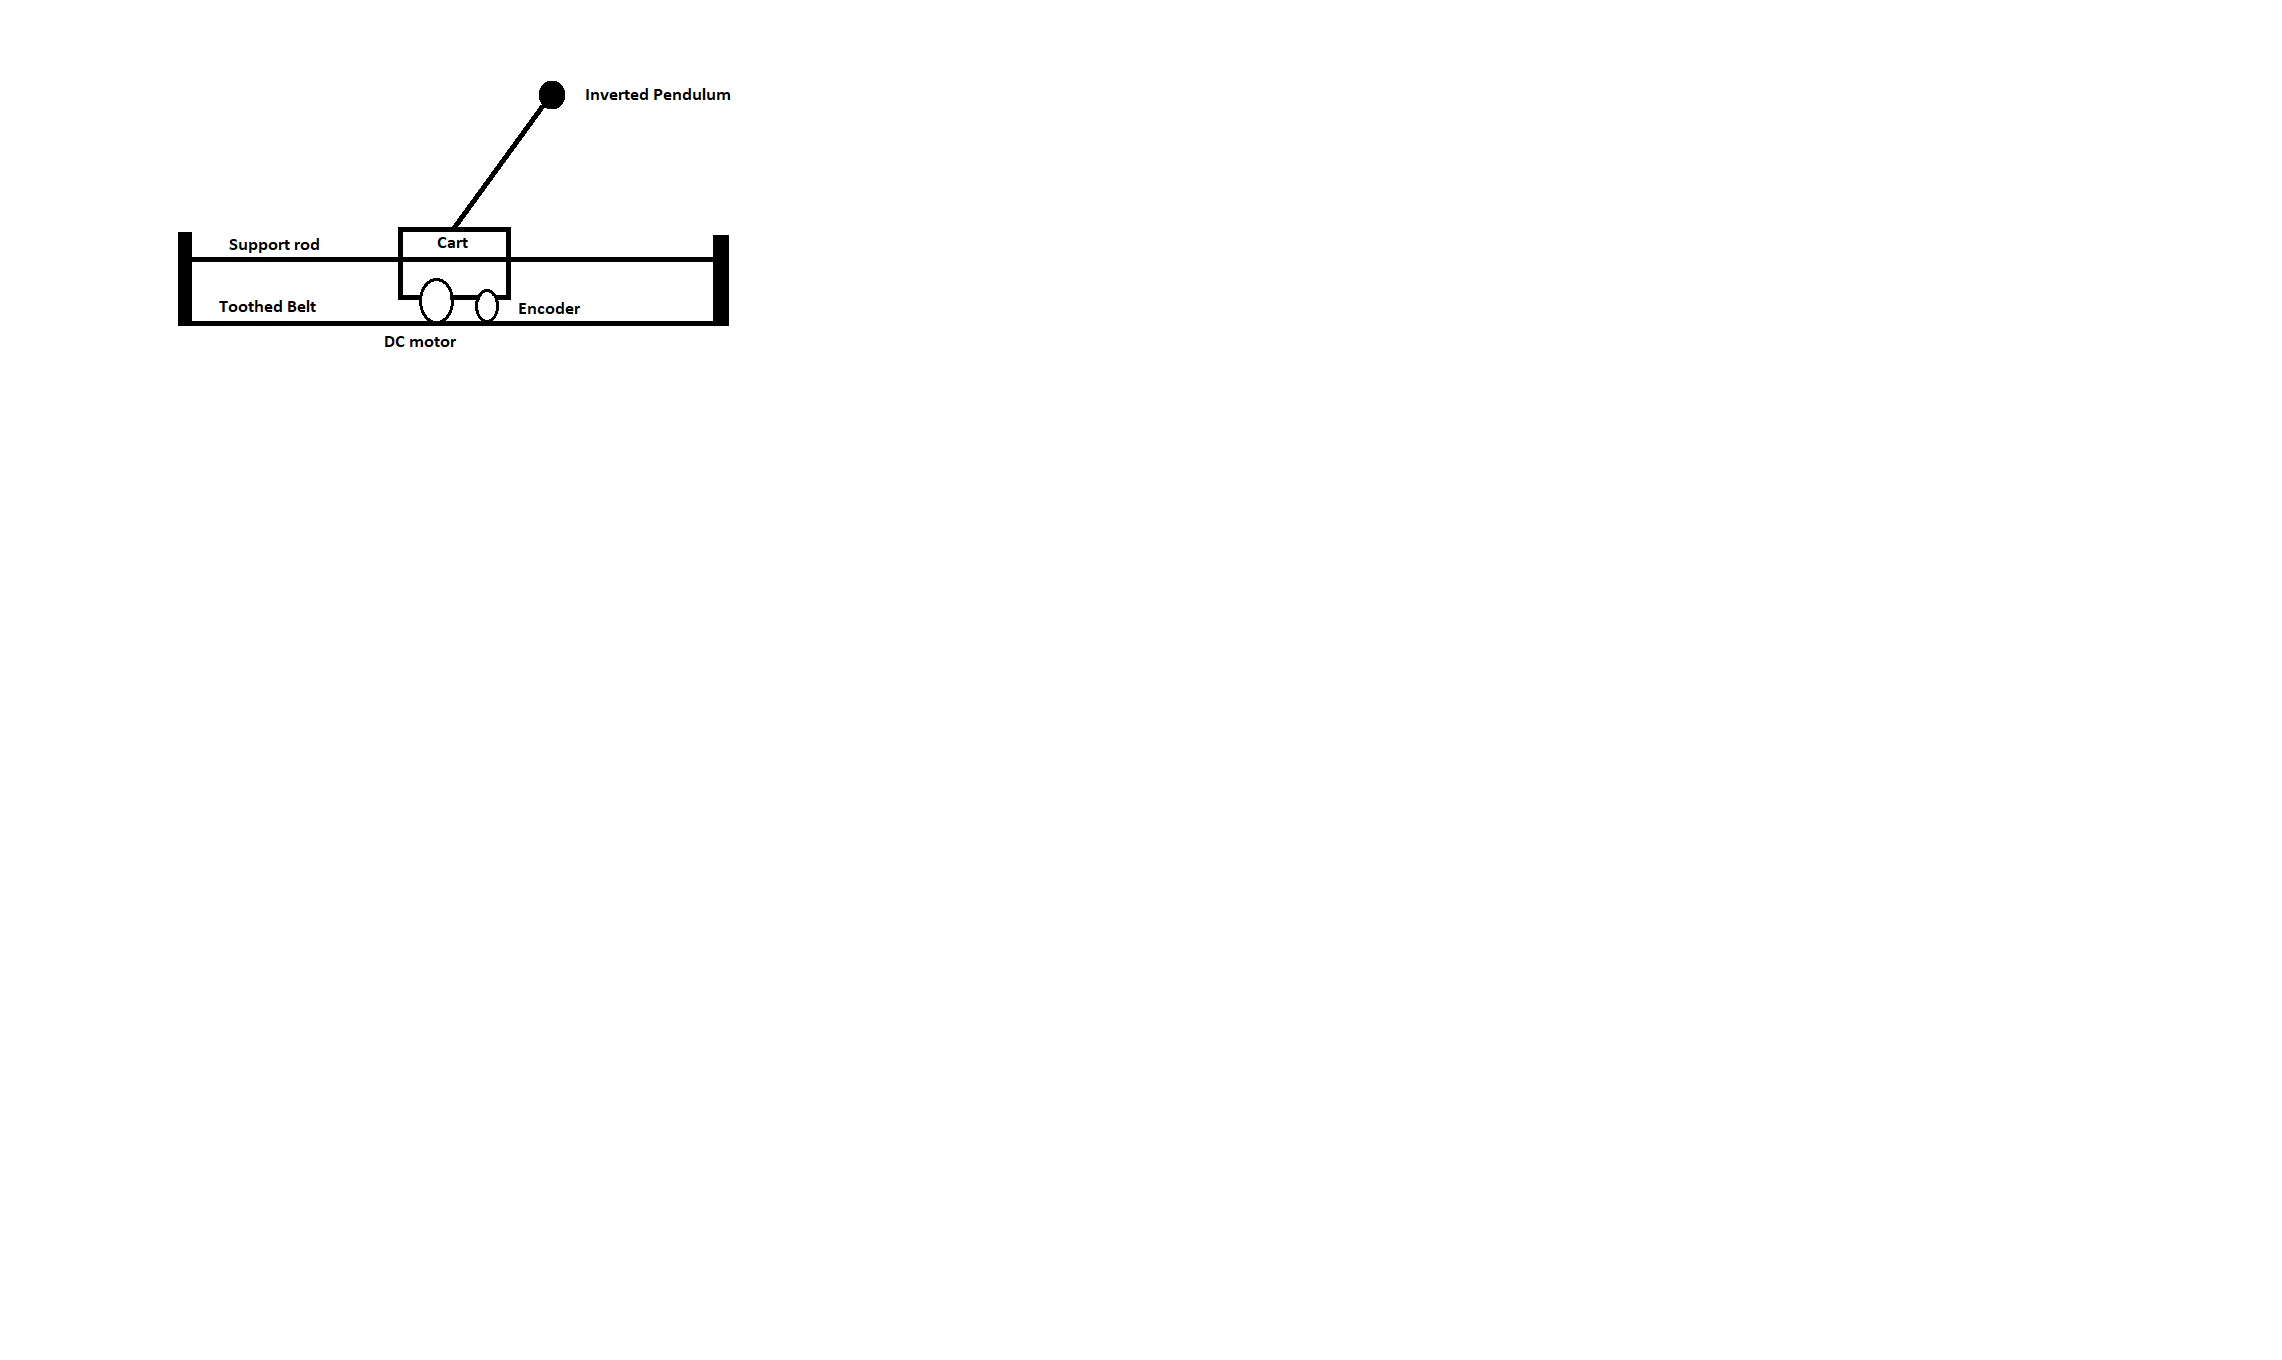 Inverted Pendulum
Support rod
Cart
Toothed Belt
Encoder
DC motor